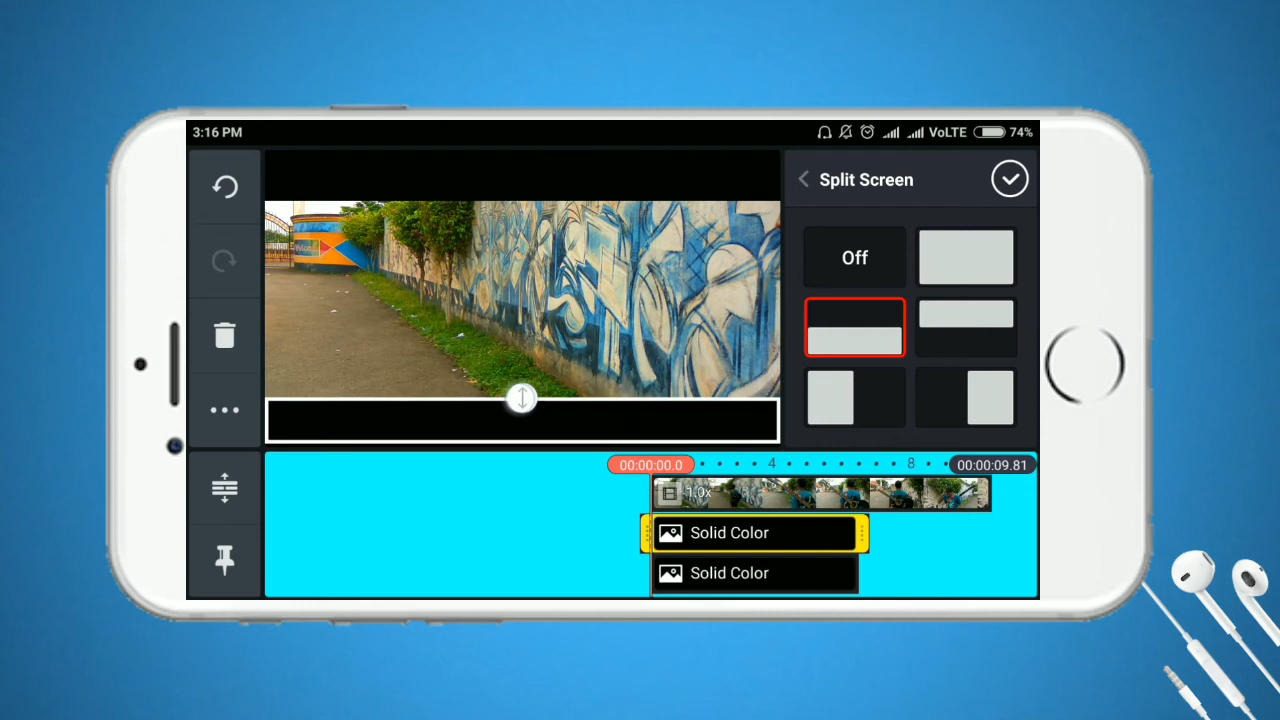 3:16 PM
VoLTE 74%
Split Screen
Off
00:00:00.0
4
8
00:00:09.81
1.0x
Solid Color
Solid Color